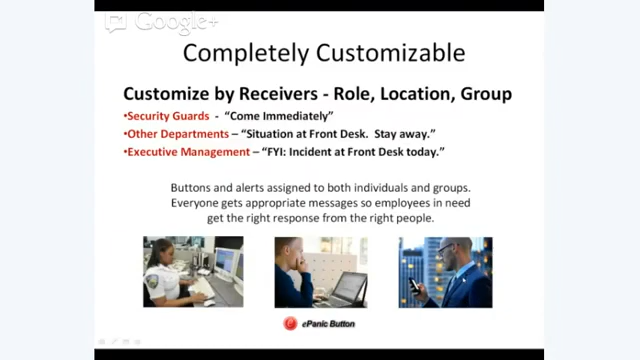 Google+
Completely Customizable
Customize by Receivers - Role, Location, Group
•Security Guards - “Come Immediately”
•Other Departments – “Situation at Front Desk. Stay away.”
•Executive Management – “FYI: Incident at Front Desk today.”
Buttons and alerts assigned to both individuals and groups.
Everyone gets appropriate messages so employees in need
get the right response from the right people.
e ePanic Button